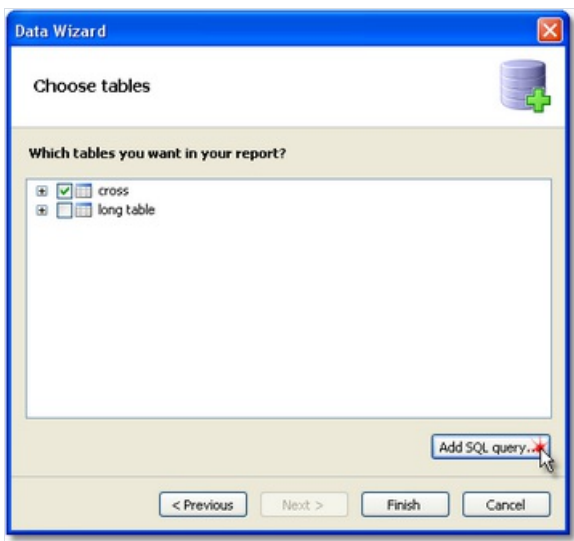 Data Wizard
Choose tables
Which tables you want in your report?
cross
long table
Add SQL query...
< Previous Next > Finish Cancel